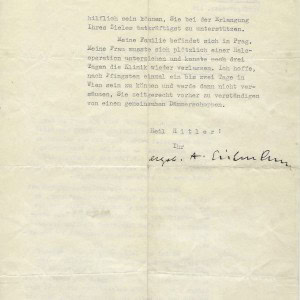 hilflich sein können, Sie bei der Erlangung
Ihres Zieles tatkräftigst zu unterstützen.
Meine Familie befindet sich in Prag.
Meine Frau musste sich plötzlich einer
operation unterziehen und konnte nach drei
Tagen die Klinik wieder verlassen. Ich hoffe,
nach Pfingsten einmal ein bis zwei Tage in
Wien sein zu können und werde dann nicht ver-
säumen, Sie zeitgerecht vorher zu verständigen
von einem gemeinsamen
Heil Hitler!
Ihr